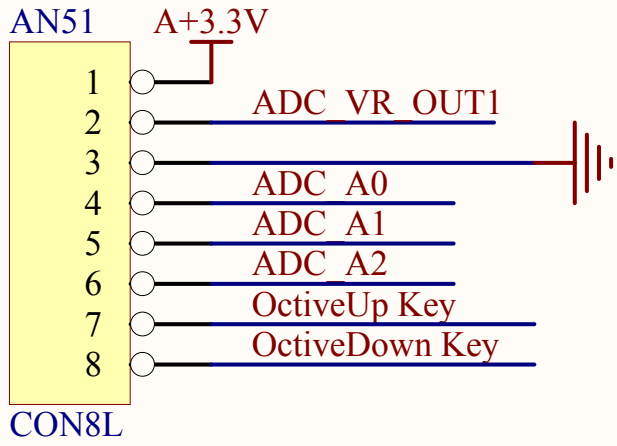 AN51 A+3.3V
1
2 ADC_VR_OUT1
3
4 ADC_A0
5 ADC_A1
6 ADC_A2
7 OctiveUp Key
8 OctiveDown Key
CON8L